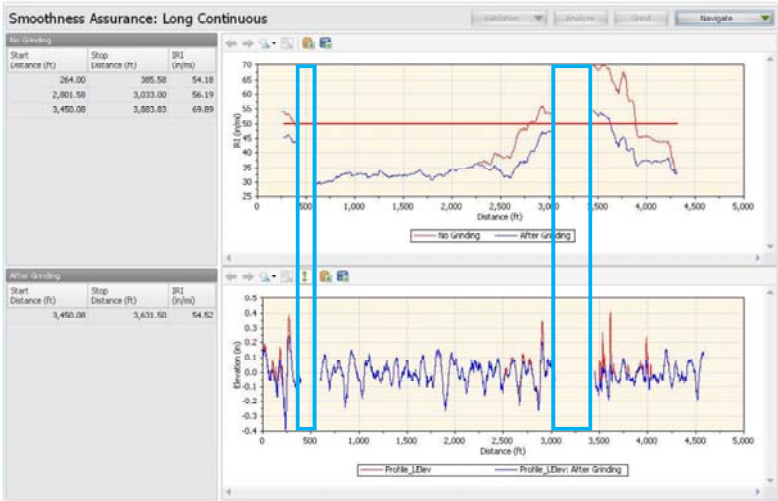 Smoothness Assurance: Long Continuous
Validation Analyze Grind Navigate
No Grinding
Start Distance (ft) Stop Distance (ft) IRI (in/mi)
264.00 385.58 54.18
2,801.58 3,033.00 56.19
3,450.08 3,883.83 69.89
RI (in/mi)
70
65
60
55
50
45
40
35
30
25
0 500 1,000 1,500 2,000 2,500 3,000 3,500 4,000 4,500 5,000
Distance (ft)
No Grinding After Grinding
After Grinding
Start Distance (ft) Stop Distance (ft) IRI (in/mi)
3,450.08 3,631.50 54.52
Elevation (in)
0.5
0.4
0.3
0.2
0.1
0.0
-0.1
-0.2
-0.3
-0.4
0 500 1,000 1,500 2,000 2,500 3,000 3,500 4,000 4,500 5,000
Distance (ft)
Profile_LElev Profile_LElev: After Grinding